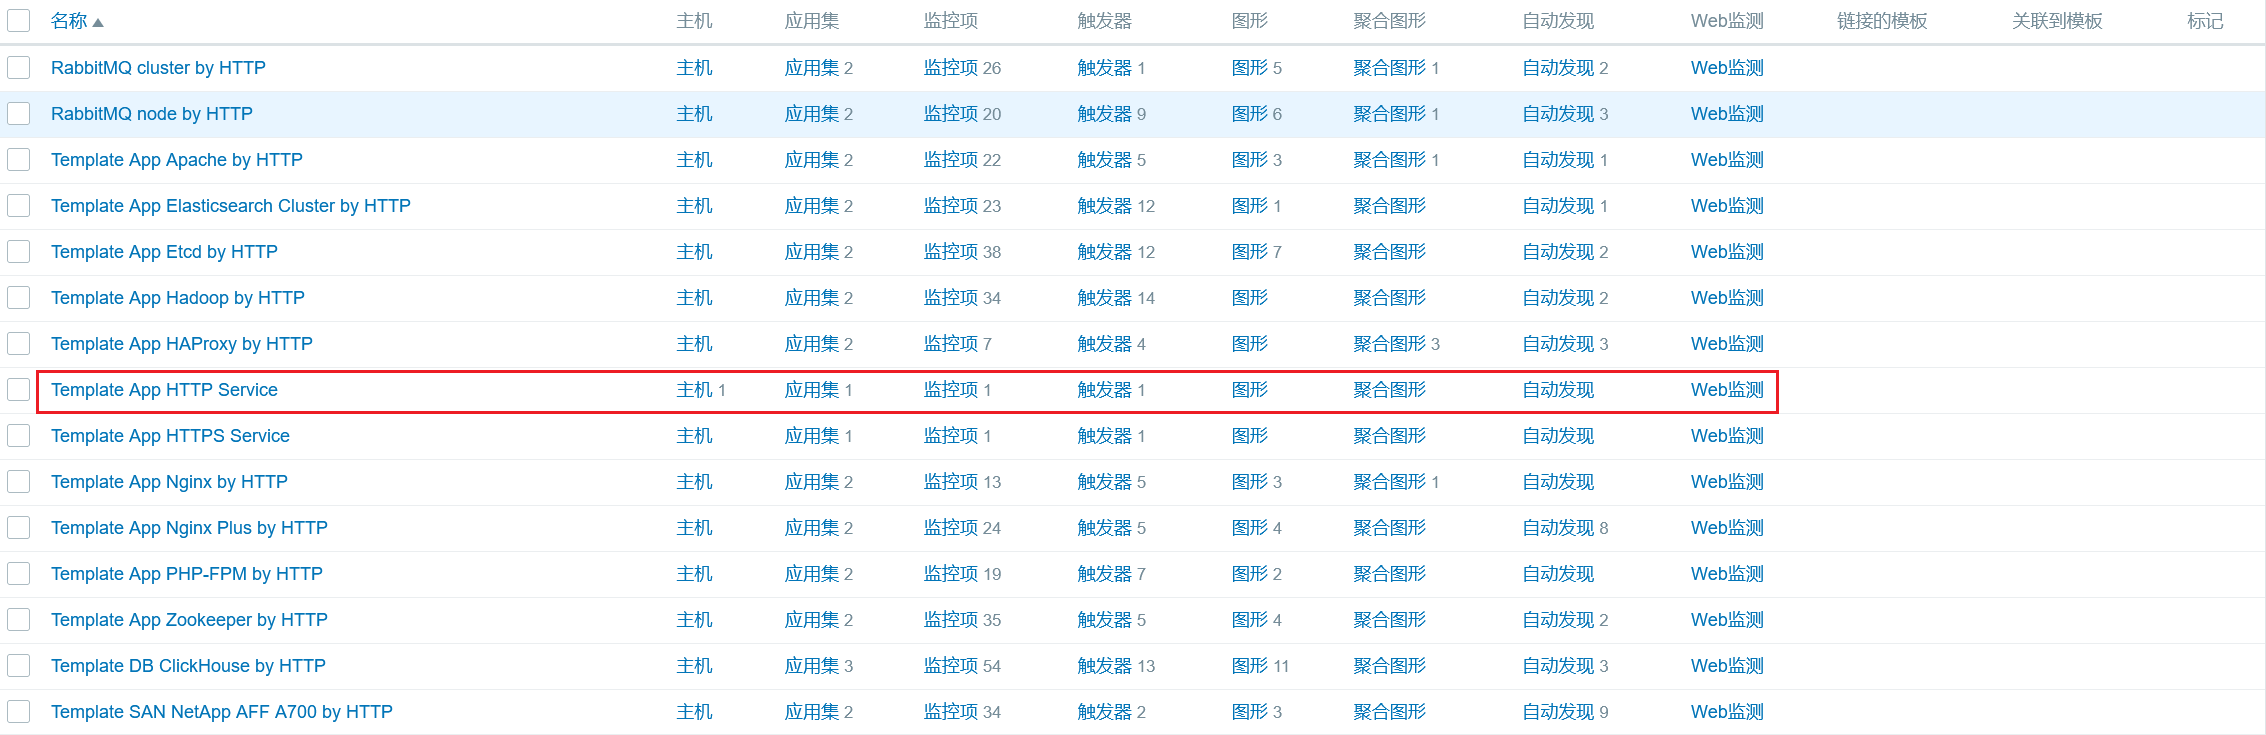 名称 主机 应用集 监控项 触发器 图形 聚合图形 自动发现 Web监测 链接的模板 关联到模板 标记
RabbitMQ cluster by HTTP 主机 应用集 2 监控项 26 触发器 1 图形 5 聚合图形 1 自动发现 2 Web监测
RabbitMQ node by HTTP 主机 应用集 2 监控项 20 触发器 9 图形 6 聚合图形 1 自动发现 3 Web监测
Template App Apache by HTTP 主机 应用集 2 监控项 22 触发器 5 图形 3 聚合图形 1 自动发现 1 Web监测
Template App Elasticsearch Cluster by HTTP 主机 应用集 2 监控项 23 触发器 12 图形 1 聚合图形 自动发现 1 Web监测
Template App Etcd by HTTP 主机 应用集 2 监控项 38 触发器 12 图形 7 聚合图形 自动发现 2 Web监测
Template App Hadoop by HTTP 主机 应用集 2 监控项 34 触发器 14 图形 聚合图形 自动发现 2 Web监测
Template App HAProxy by HTTP 主机 应用集 2 监控项 7 触发器 4 图形 聚合图形 3 自动发现 3 Web监测
Template App HTTP Service 主机 1 应用集 1 监控项 1 触发器 1 图形 聚合图形 自动发现 Web监测
Template App HTTPS Service 主机 应用集 1 监控项 1 触发器 1 图形 聚合图形 自动发现 Web监测
Template App Nginx by HTTP 主机 应用集 2 监控项 13 触发器 5 图形 3 聚合图形 1 自动发现 Web监测
Template App Nginx Plus by HTTP 主机 应用集 2 监控项 24 触发器 5 图形 4 聚合图形 自动发现 8 Web监测
Template App PHP-FPM by HTTP 主机 应用集 2 监控项 19 触发器 7 图形 2 聚合图形 自动发现 Web监测
Template App Zookeeper by HTTP 主机 应用集 2 监控项 35 触发器 5 图形 4 聚合图形 自动发现 2 Web监测
Template DB ClickHouse by HTTP 主机 应用集 3 监控项 54 触发器 13 图形 11 聚合图形 自动发现 3 Web监测
Template SAN NetApp AFF A700 by HTTP 主机 应用集 2 监控项 34 触发器 2 图形 3 聚合图形 自动发现 9 Web监测